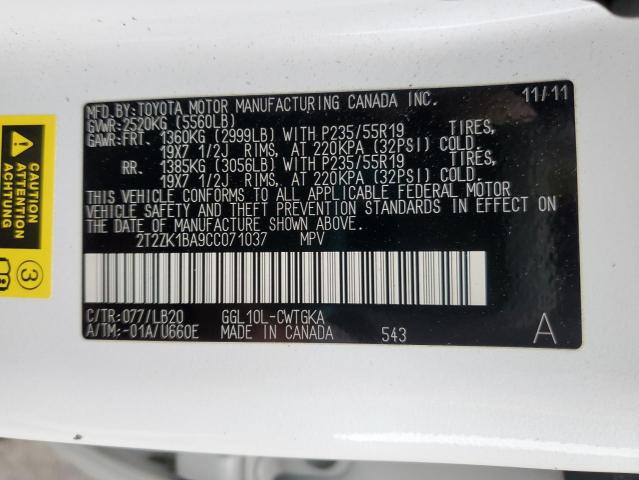 MFD.BY:TOYOTA MOTOR MANUFACTURING CANADA INC. 11/11
GVWR:2520KG (5560LB)
GAWR:FRT. 1360KG (2999LB) WITH P235/55R19 TIRES,
19X7 1/2J RIMS, AT 220KPA (32PSI) COLD.
RR. 1385KG (3056LB) WITH P235/55R19 TIRES,
19X7 1/2J RIMS, AT 220KPA (32PSI) COLD.
THIS VEHICLE CONFORMS TO ALL APPLICABLE FEDERAL MOTOR
VEHICLE SAFETY AND THEFT PREVENTION STANDARDS IN EFFECT ON
THE DATE OF MANUFACTURE SHOWN ABOVE.
2T2ZK1BA9CC071037 MPV
C/TR:077/LB20 GGL10L-CWTGKA
A/TM:-01A/U660E MADE IN CANADA 543 A
CAUTION
ATTENTION
ACHTUNG
3